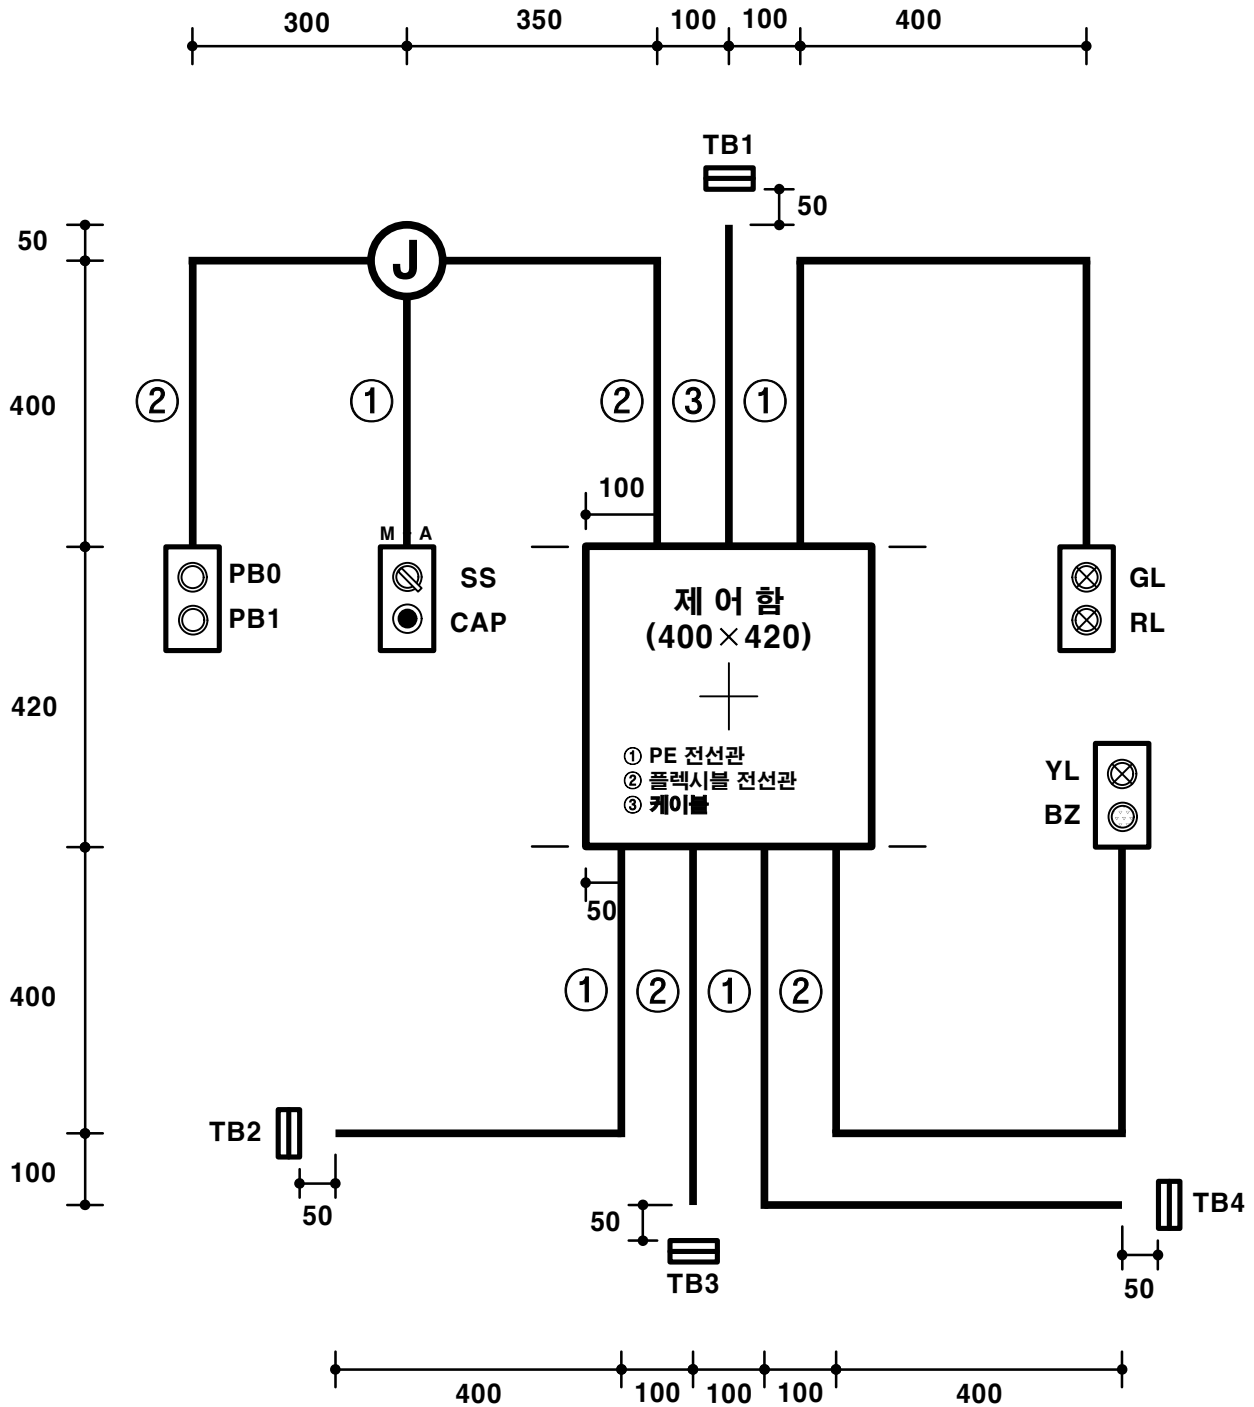 300 350 100 100 400
TB1
50
50
J
400
② ① ② ③ ①
100
M A
PB0 SS GL
PB1 CAP RL
제 어 함
(400×420)
420
① PE 전선관
② 플렉시블 전선관
③ 케이블
YL
BZ
50
400
① ② ① ②
TB2
100
50
50
TB4
TB3
50
400 100 100 100 400